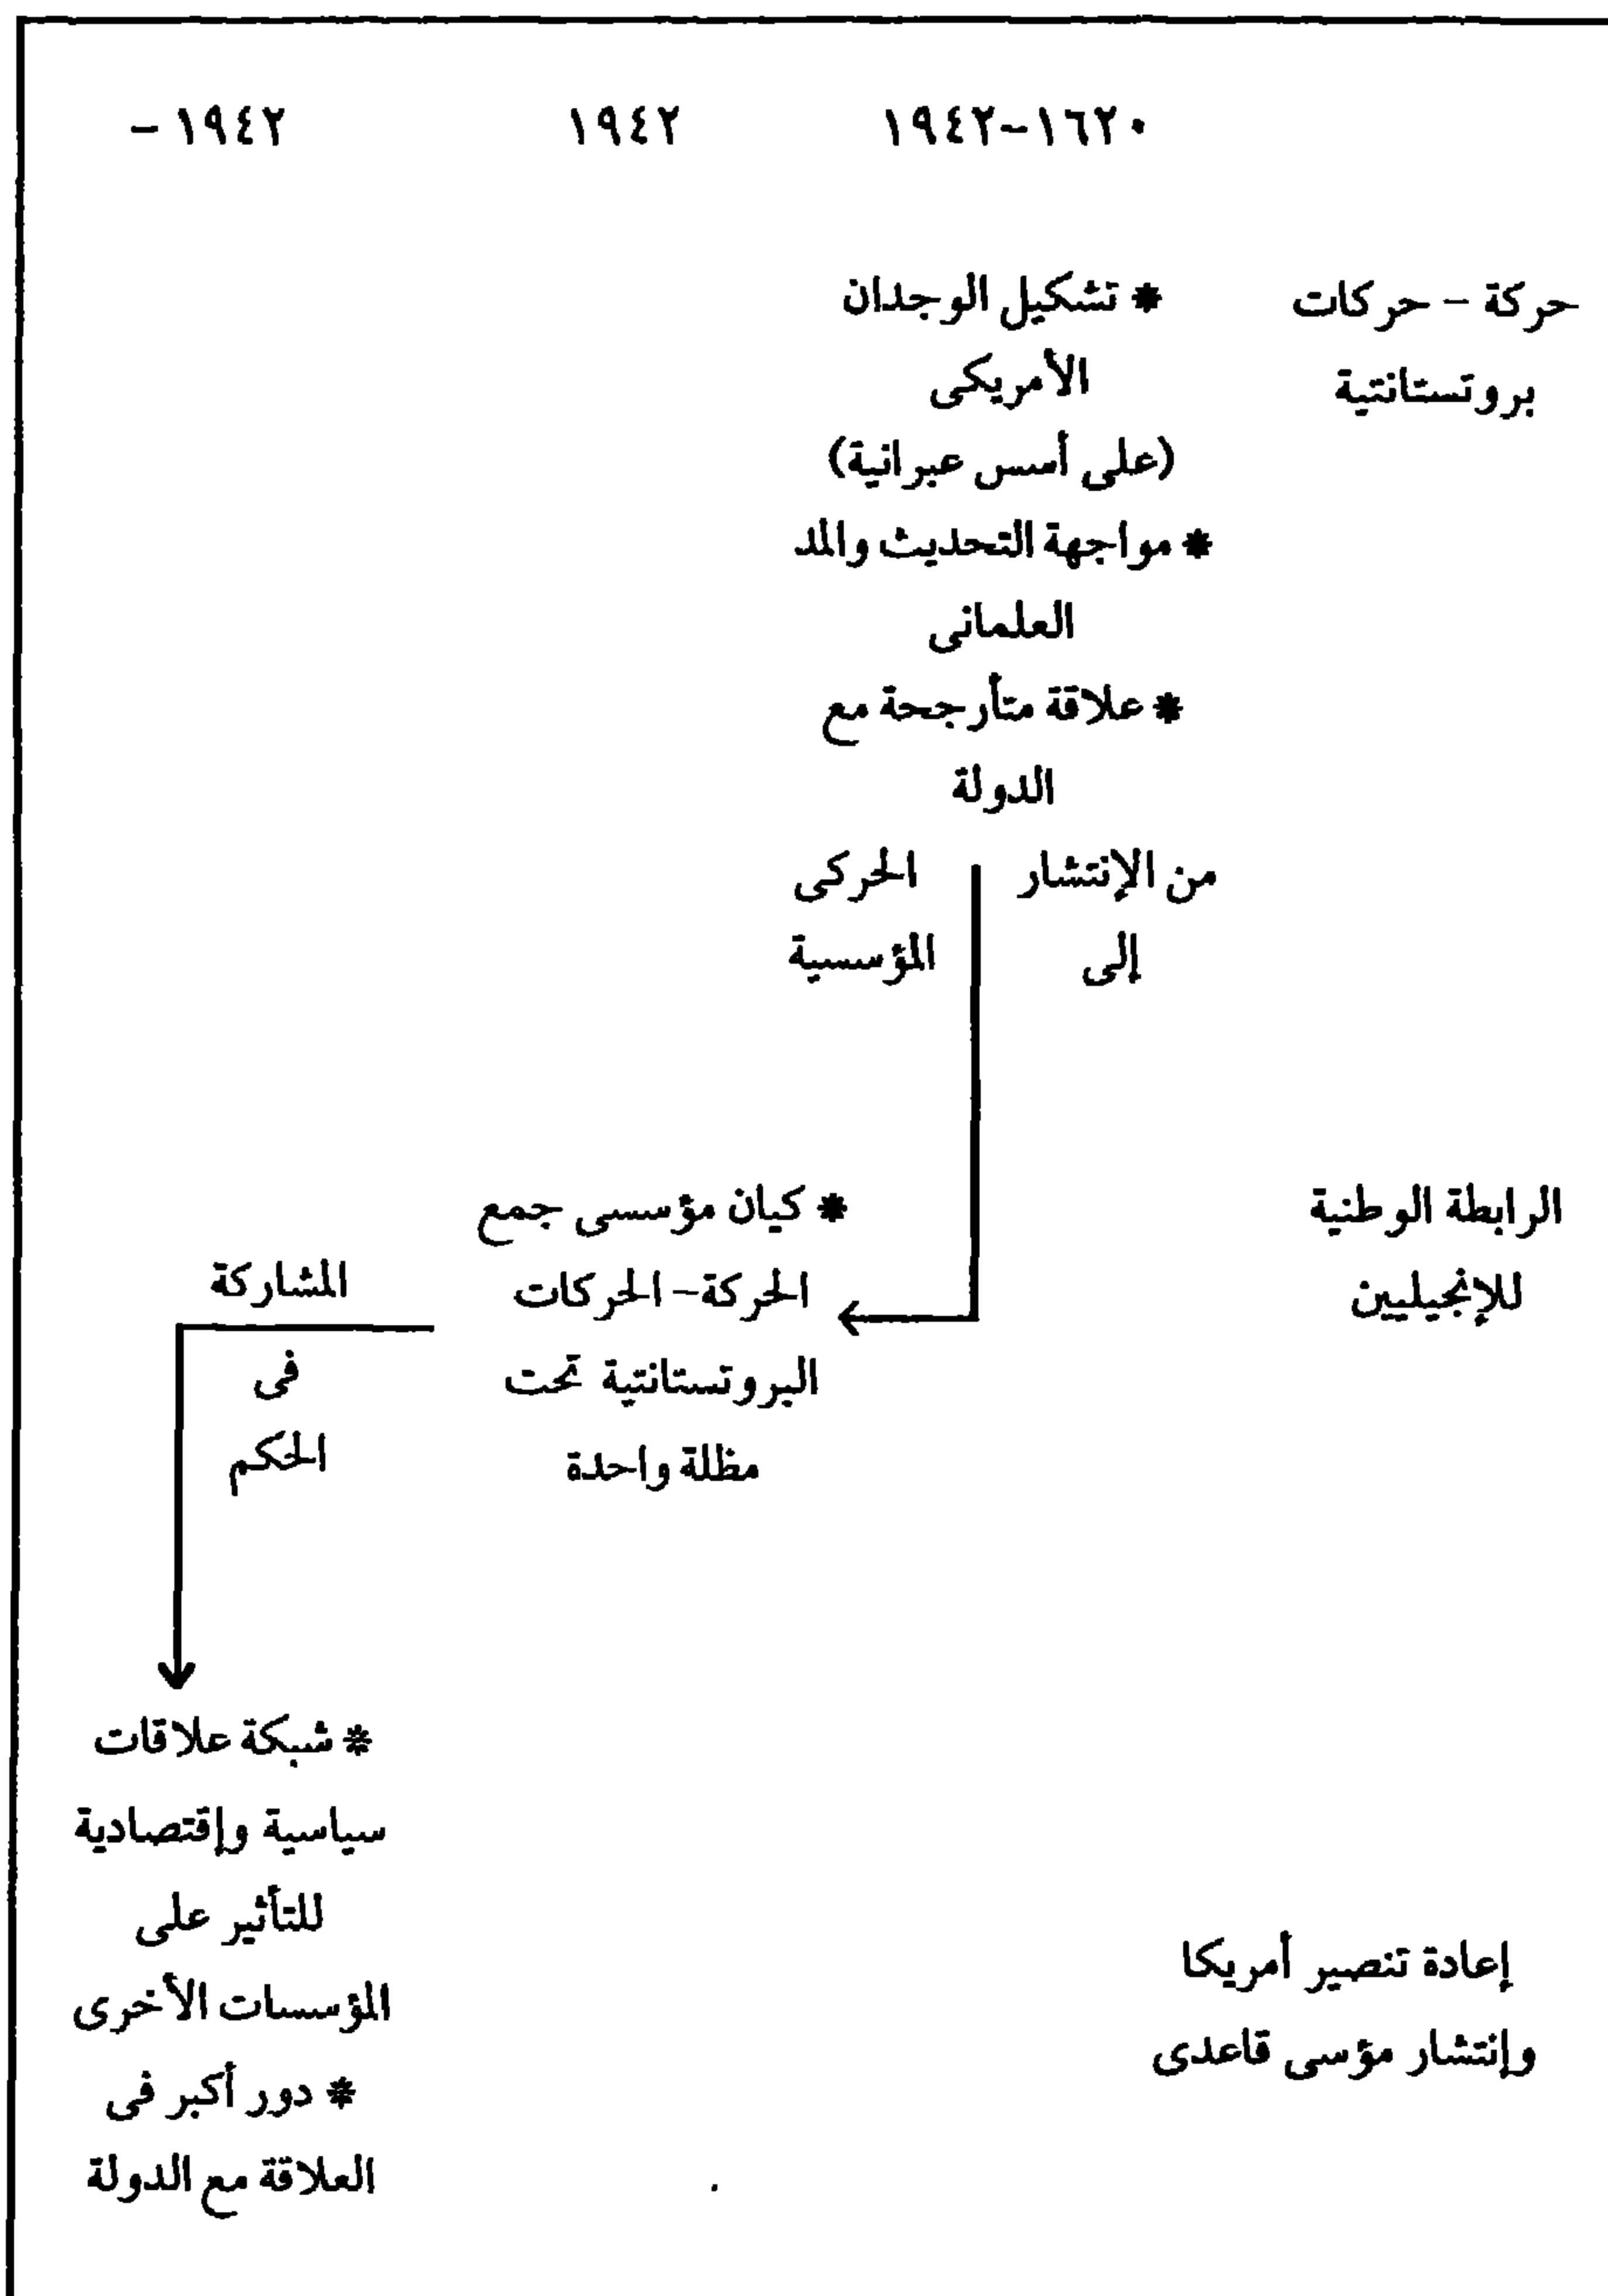 ١٦٢٠-١٩٤٢ ١٩٤٢ ١٩٤٢ -
حركة - حركات
بروتستانتية
* تشكيل الوجدان
الأمريكى
(على أسس عبرانية)
* مواجهة التحديث والمد
العلمانى
* علاقة متأرجحة مع
الدولة
من الإنتشار الحركى
إلى المؤسسية
الرابطة الوطنية
للإنجيليين
* كيان مؤسسى جمع
الحركة - الحركات
البروتستانتية تحت
مظلة واحدة
المشاركة
فى
الحكم
إعادة تنصير أمريكا
وإنتشار مؤسى قاعدى
* شبكة علاقات
سياسية وإقتصادية
للتأثير على
المؤسسات الأخرى
* دور أكبر فى
العلاقة مع الدولة